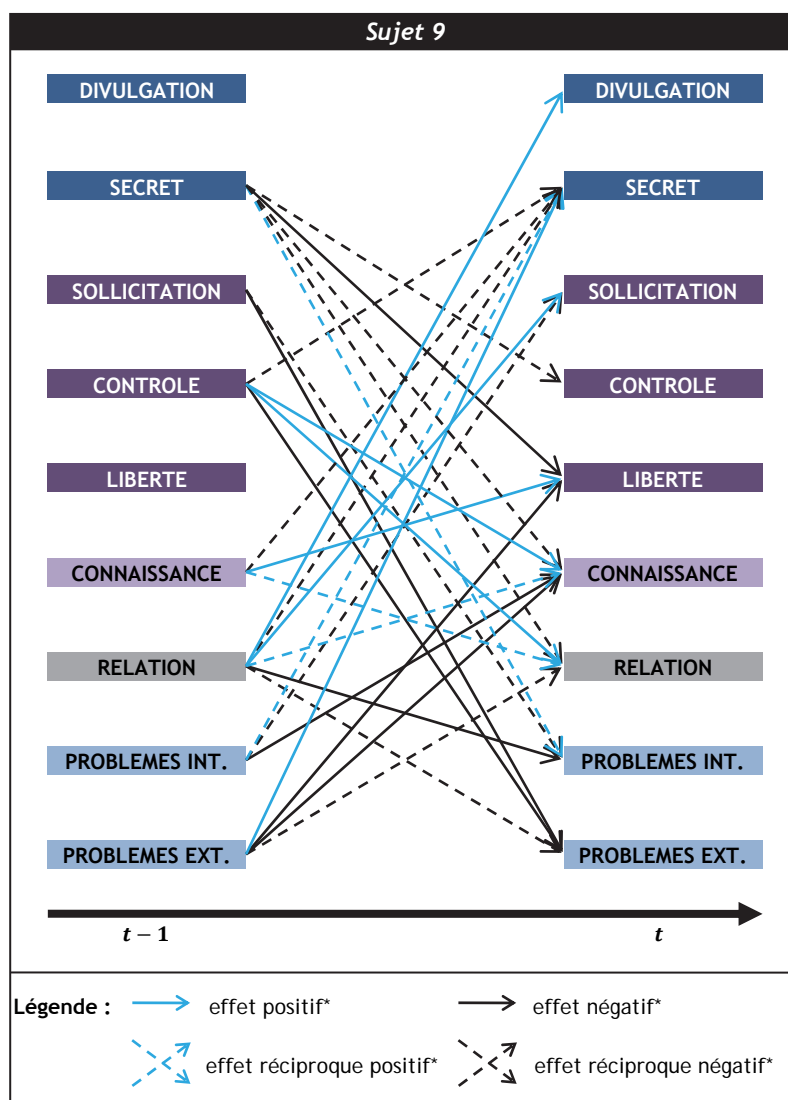 Sujet 9
DIVULGATION DIVULGATION
SECRET SECRET
SOLLICITATION SOLLICITATION
CONTROLE CONTROLE
LIBERTE LIBERTE
CONNAISSANCE CONNAISSANCE
RELATION RELATION
PROBLEMES INT. PROBLEMES INT.
PROBLEMES EXT. PROBLEMES EXT.
t − 1 t
Légende : effet positif* effet négatif*
effet réciproque positif* effet réciproque négatif*